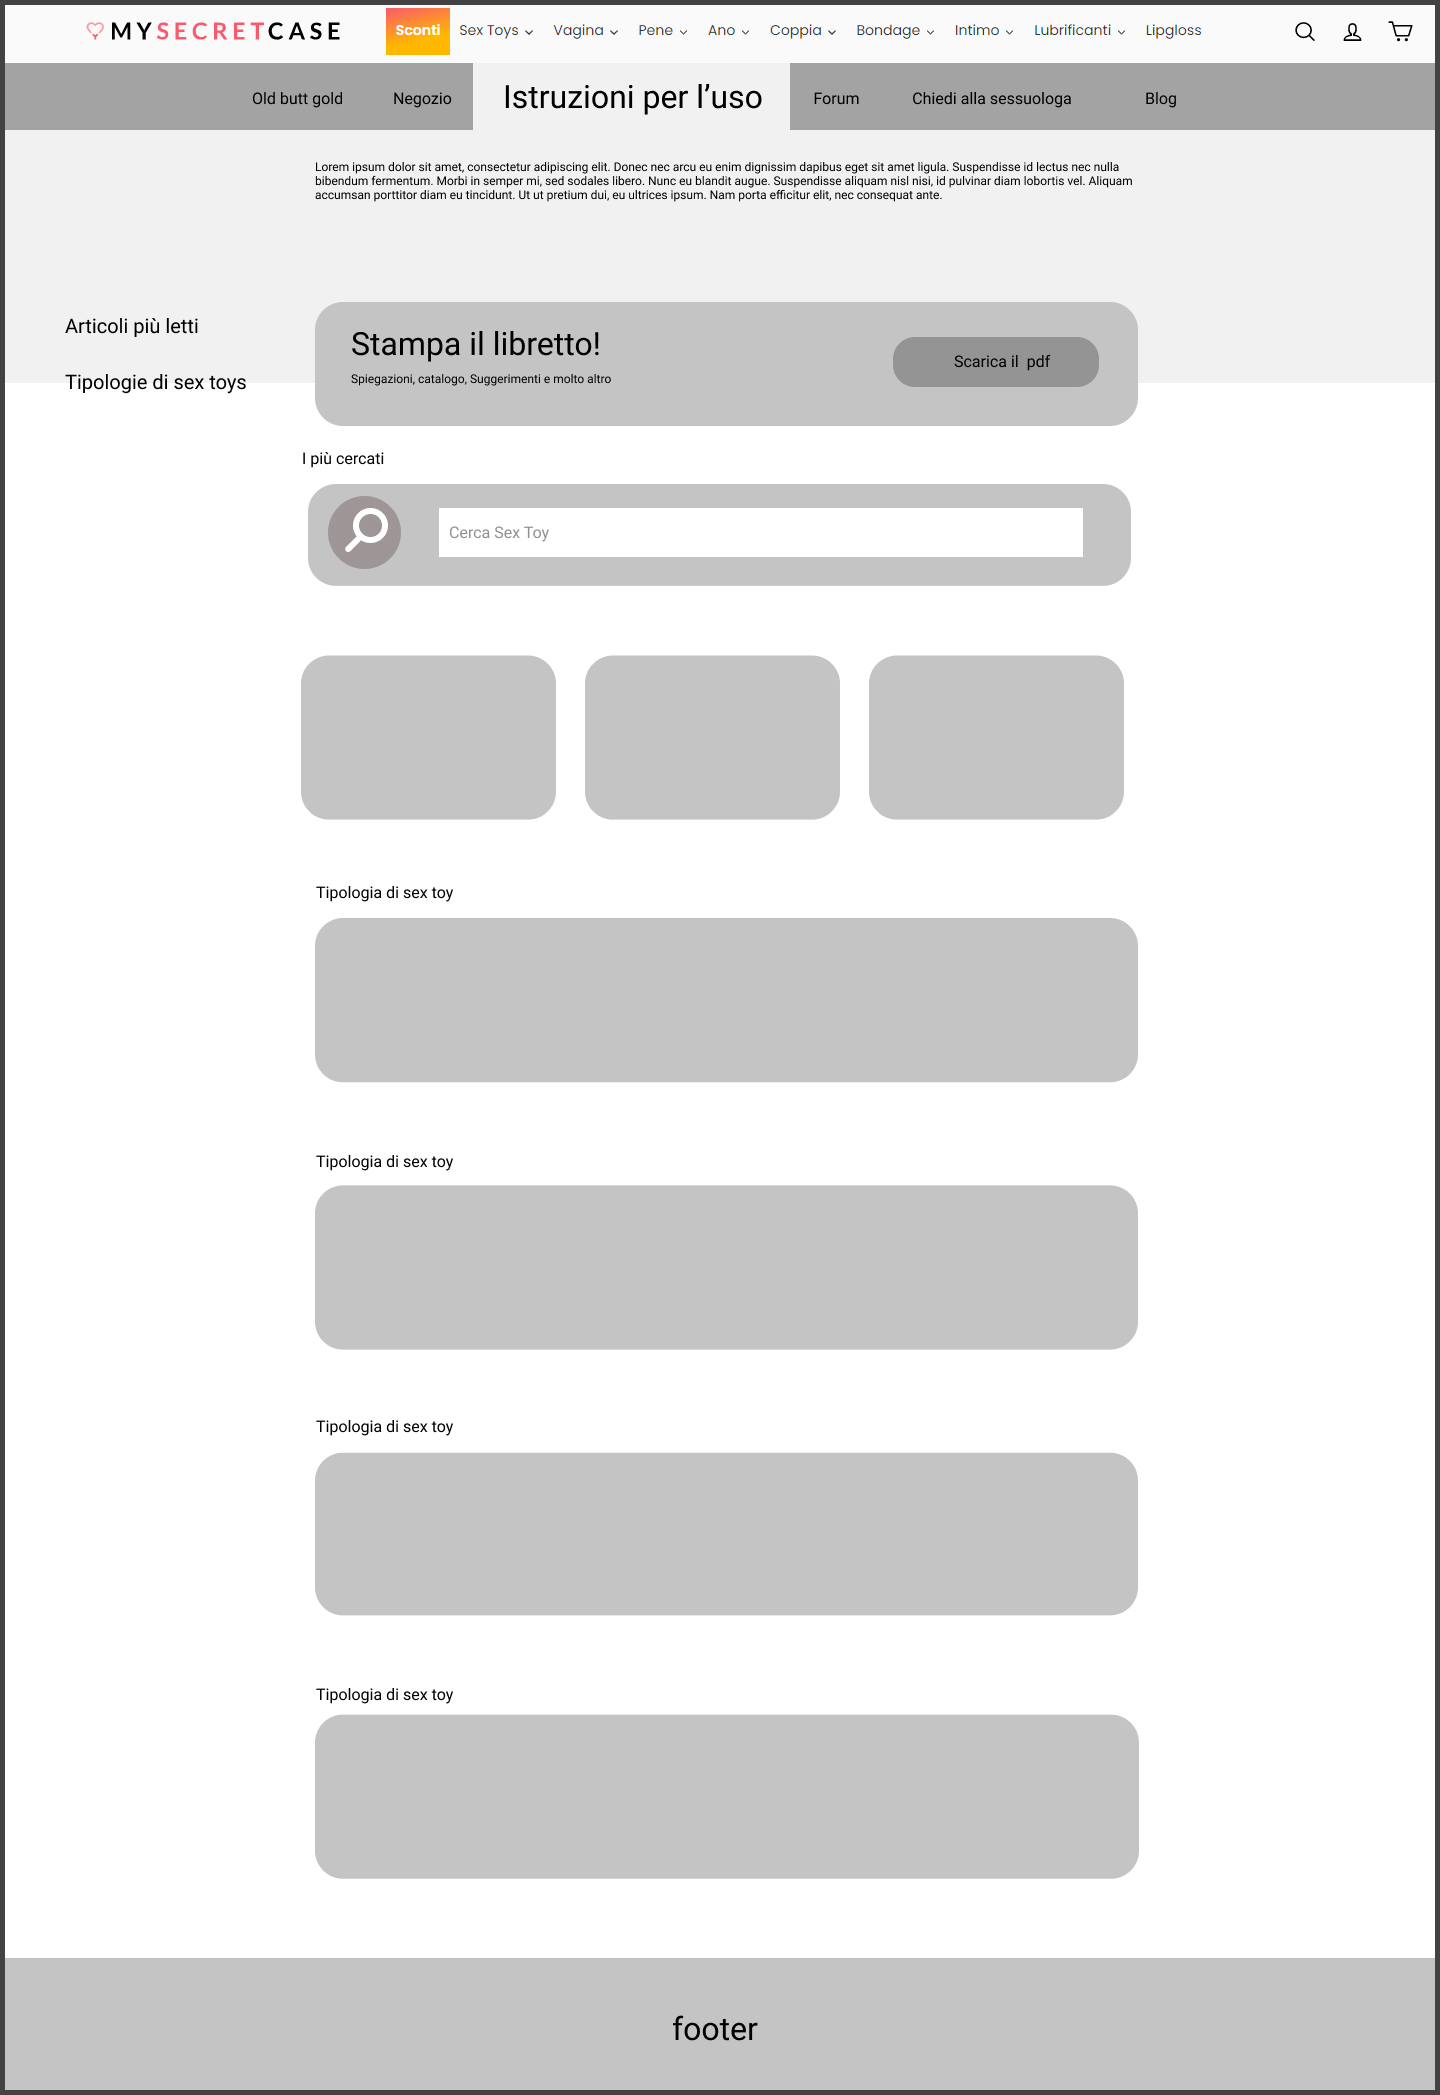 MYSECRETCASE Sconti Sex Toys Vagina Pene Ano Coppia Bondage Intimo Lubrificanti Lipgloss
Old butt gold Negozio Istruzioni per l’uso Forum Chiedi alla sessuologa Blog
Lorem ipsum dolor sit amet, consectetur adipiscing elit. Donec nec arcu eu enim dignissim dapibus eget sit amet ligula. Suspendisse id lectus nec nulla
bibendum fermentum. Morbi in semper mi, sed sodales libero. Nunc eu blandit augue. Suspendisse aliquam nisl nisi, id pulvinar diam lobortis vel. Aliquam
accumsan porttitor diam eu tincidunt. Ut ut pretium dui, eu ultrices ipsum. Nam porta efficitur elit, nec consequat ante.
Articoli più letti
Tipologie di sex toys
Stampa il libretto!
Spiegazioni, catalogo, Suggerimenti e molto altro
Scarica il pdf
I più cercati
Cerca Sex Toy
Tipologia di sex toy
Tipologia di sex toy
Tipologia di sex toy
Tipologia di sex toy
footer